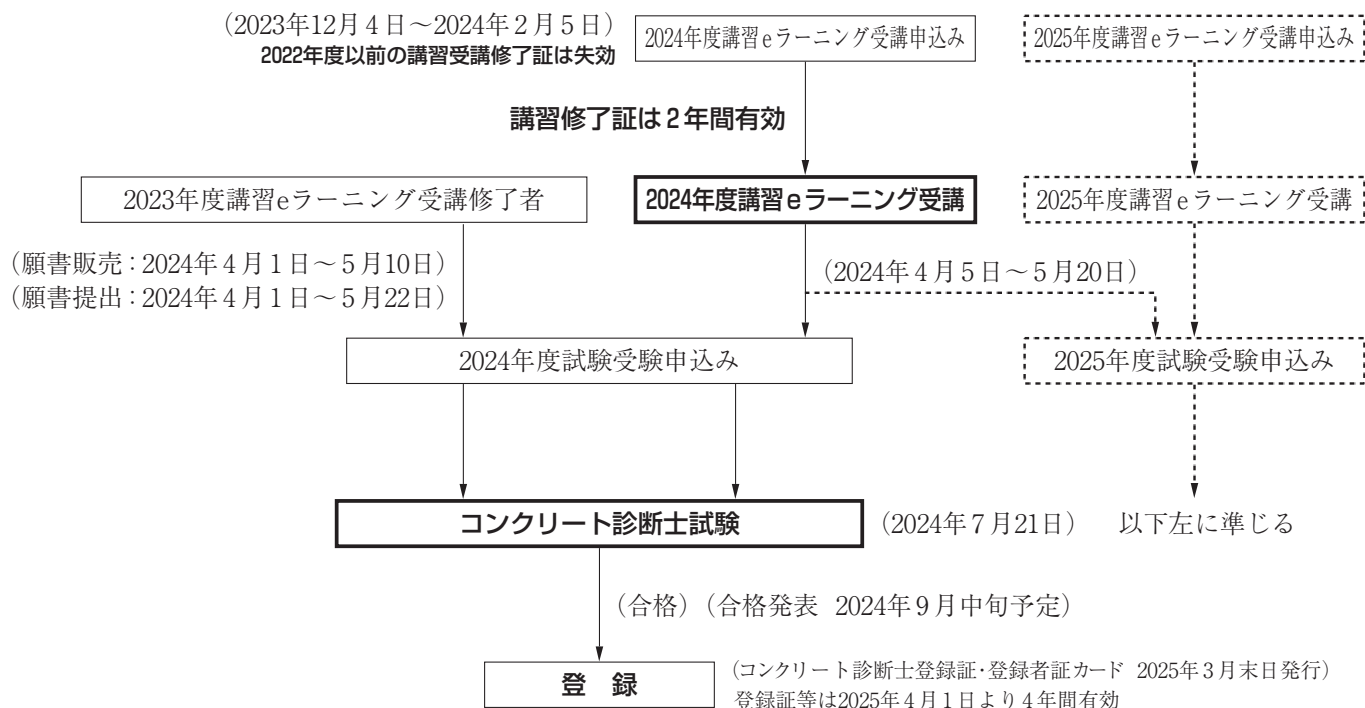 (2023年12月4日～2024年2月5日)
2022年度以前の講習受講修了証は失効
2024年度講習eラーニング受講申込み
2025年度講習eラーニング受講申込み
講習修了証は2年間有効
2023年度講習eラーニング受講修了者
2024年度講習eラーニング受講
2025年度講習eラーニング受講
(願書販売：2024年4月1日～5月10日)
(願書提出：2024年4月1日～5月22日)
(2024年4月5日～5月20日)
2024年度試験受験申込み
2025年度試験受験申込み
コンクリート診断士試験
(2024年7月21日)
以下左に準じる
(合格)(合格発表 2024年9月中旬予定)
登 録
(コンクリート診断士登録証・登録者証カード 2025年3月末日発行)
登録証等は2025年4月1日より4年間有効